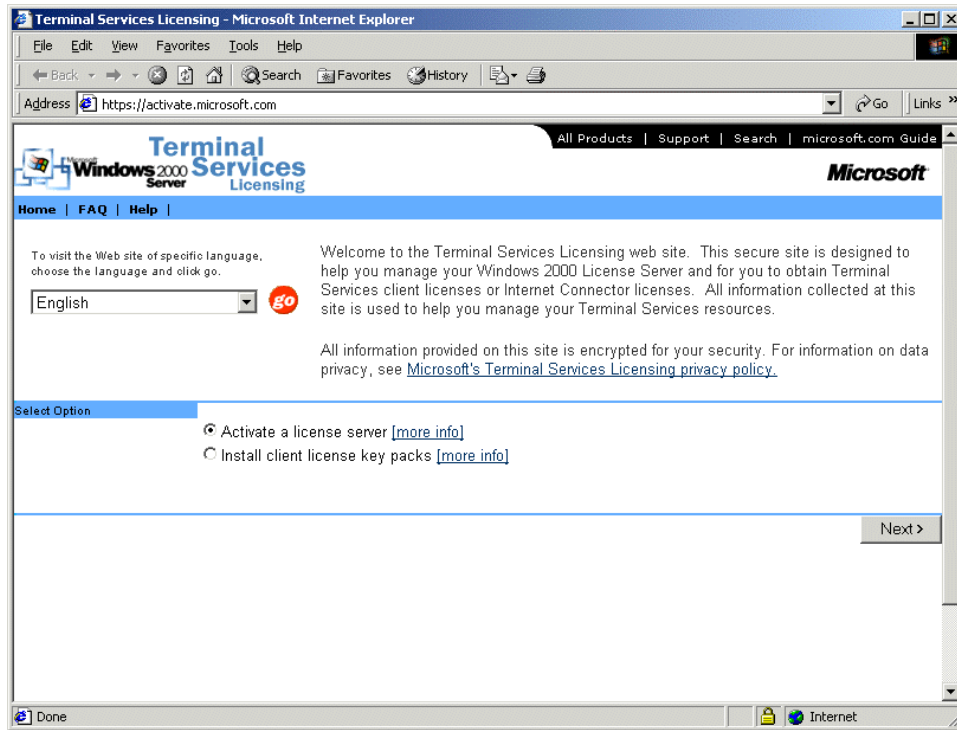 Terminal Services Licensing - Microsoft Internet Explorer
File Edit View Favorites Tools Help
Back Search Favorites History
Address https://activate.microsoft.com Go Links »
All Products | Support | Search | microsoft.com Guide
Microsoft Windows 2000 Server
Terminal Services Licensing
Microsoft
Home | FAQ | Help |
To visit the Web site of specific language,
choose the language and click go.
English go
Welcome to the Terminal Services Licensing web site. This secure site is designed to
help you manage your Windows 2000 License Server and for you to obtain Terminal
Services client licenses or Internet Connector licenses. All information collected at this
site is used to help you manage your Terminal Services resources.
All information provided on this site is encrypted for your security. For information on data
privacy, see Microsoft's Terminal Services Licensing privacy policy.
Select Option
Activate a license server [more info]
Install client license key packs [more info]
Next >
Done Internet